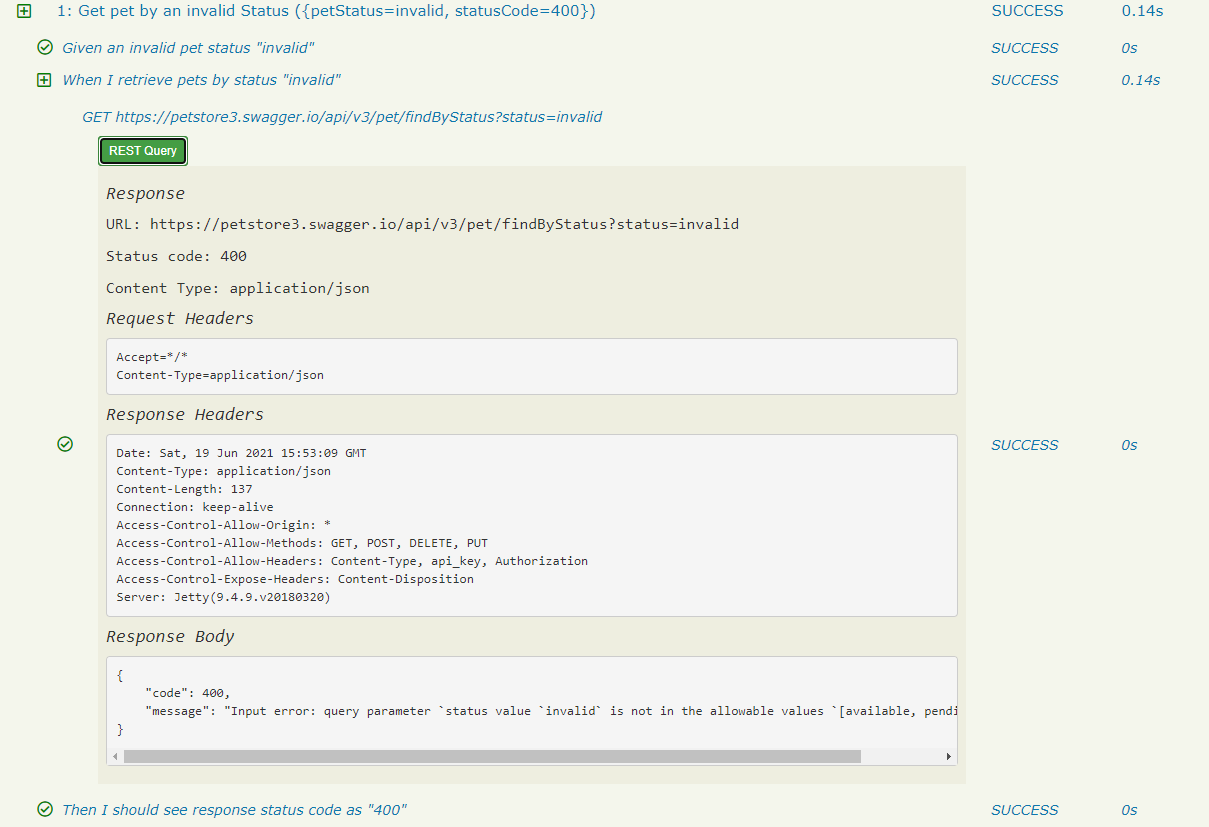 1: Get pet by an invalid Status ({petStatus=invalid, statusCode=400}) SUCCESS 0.14s
Given an invalid pet status "invalid" SUCCESS 0s
When I retrieve pets by status "invalid" SUCCESS 0.14s
GET https://petstore3.swagger.io/api/v3/pet/findByStatus?status=invalid
REST Query
Response
URL: https://petstore3.swagger.io/api/v3/pet/findByStatus?status=invalid
Status code: 400
Content Type: application/json
Request Headers
Accept=*/*
Content-Type=application/json
Response Headers
Date: Sat, 19 Jun 2021 15:53:09 GMT
Content-Type: application/json
Content-Length: 137
Connection: keep-alive
Access-Control-Allow-Origin: *
Access-Control-Allow-Methods: GET, POST, DELETE, PUT
Access-Control-Allow-Headers: Content-Type, api_key, Authorization
Access-Control-Expose-Headers: Content-Disposition
Server: Jetty(9.4.9.v20180320)
SUCCESS 0s
Response Body
{
"code": 400,
"message": "Input error: query parameter `status value `invalid` is not in the allowable values `[available, pendi
}
Then I should see response status code as "400" SUCCESS 0s